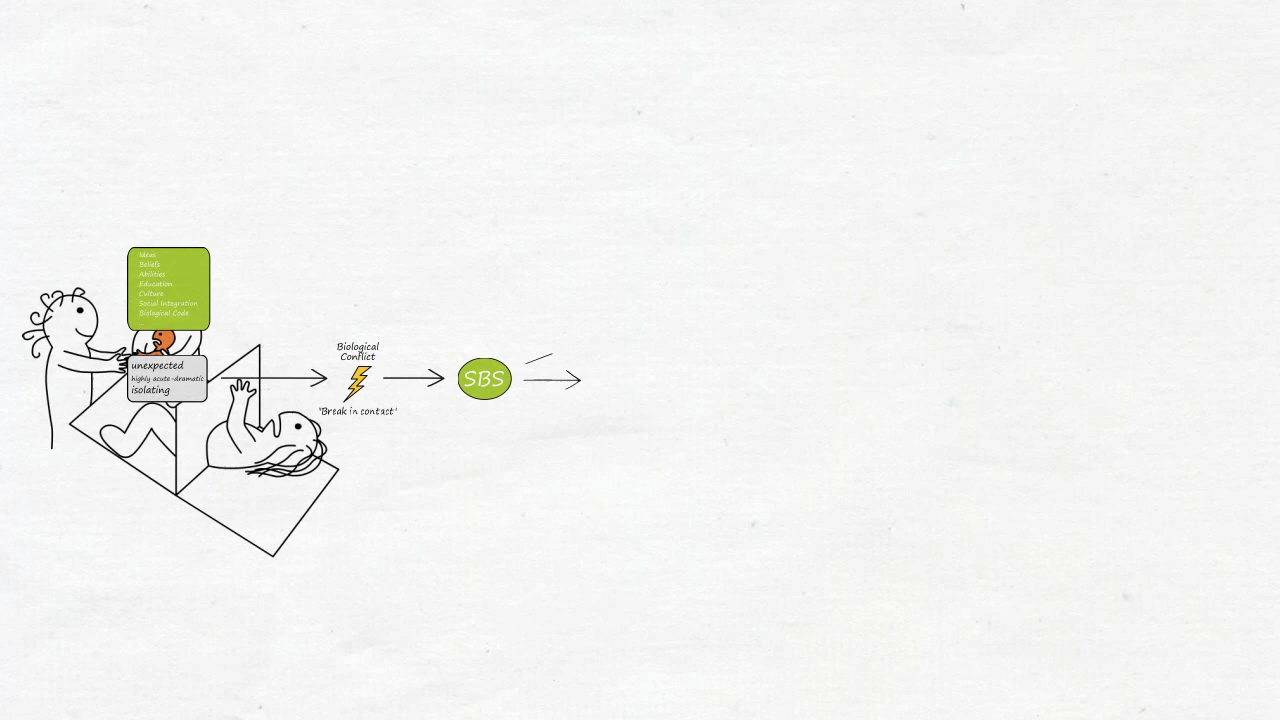 Ideas
Beliefs
Abilities
Education
Culture
Social Integration
Biological Code
...
unexpected
highly acute-dramatic
isolating
Biological
Conflict
"Break in contact"
SBS